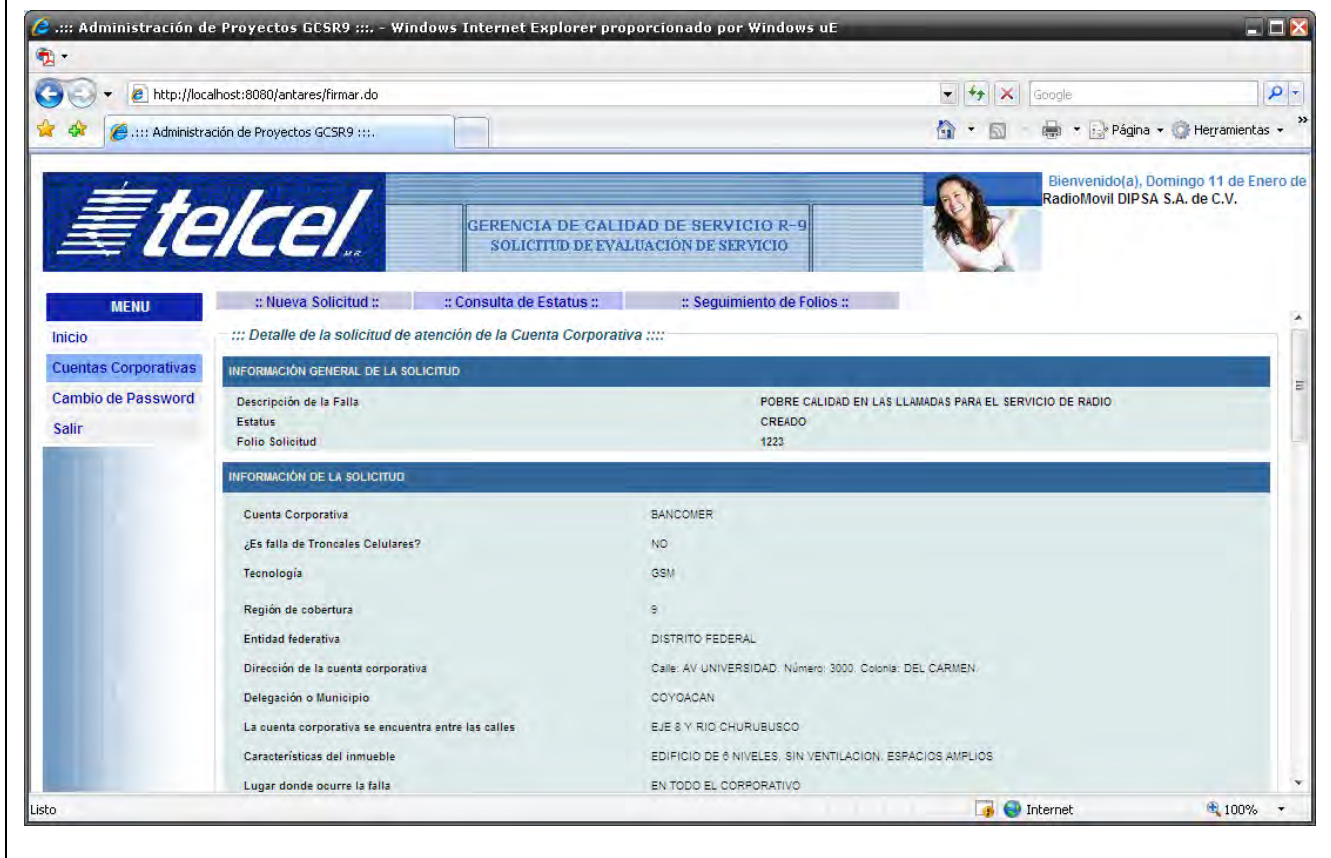 .::: Administración de Proyectos GCSR9 :::. - Windows Internet Explorer proporcionado por Windows uE
http://localhost:8080/antares/firmar.do
Google
.::: Administración de Proyectos GCSR9 :::.
Página
Herramientas
telcel M.R.
GERENCIA DE CALIDAD DE SERVICIO R-9
SOLICITUD DE EVALUACIÓN DE SERVICIO
Bienvenido(a), Domingo 11 de Enero de
RadioMovil DIPSA S.A. de C.V.
MENU
Inicio
Cuentas Corporativas
Cambio de Password
Salir
:: Nueva Solicitud :: :: Consulta de Estatus :: :: Seguimiento de Folios ::
::: Detalle de la solicitud de atención de la Cuenta Corporativa ::::
INFORMACIÓN GENERAL DE LA SOLICITUD
Descripción de la Falla POBRE CALIDAD EN LAS LLAMADAS PARA EL SERVICIO DE RADIO
Estatus CREADO
Folio Solicitud 1223
INFORMACIÓN DE LA SOLICITUD
Cuenta Corporativa BANCOMER
¿Es falla de Troncales Celulares? NO
Tecnología GSM
Región de cobertura 9
Entidad federativa DISTRITO FEDERAL
Dirección de la cuenta corporativa Calle: AV UNIVERSIDAD. Número: 3000. Colonia: DEL CARMEN.
Delegación o Municipio COYOACAN
La cuenta corporativa se encuentra entre las calles EJE 8 Y RIO CHURUBUSCO
Características del inmueble EDIFICIO DE 6 NIVELES, SIN VENTILACION, ESPACIOS AMPLIOS
Lugar donde ocurre la falla EN TODO EL CORPORATIVO
Listo
Internet
100%